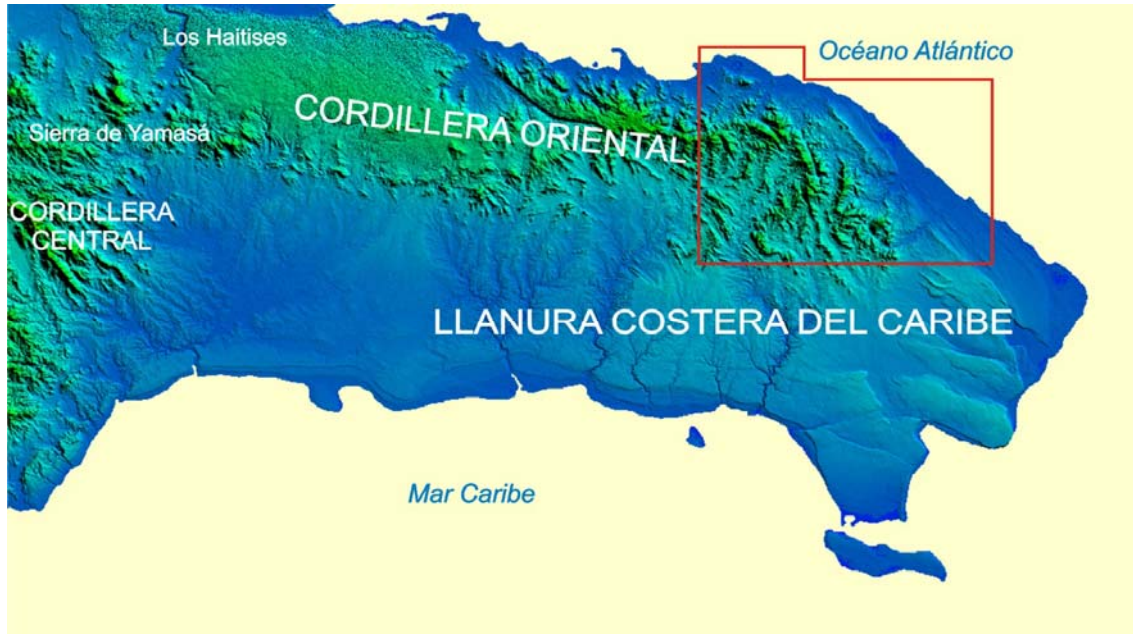 Los Haitises
Océano Atlántico
CORDILLERA ORIENTAL
Sierra de Yamasá
CORDILLERA
CENTRAL
LLANURA COSTERA DEL CARIBE
Mar Caribe